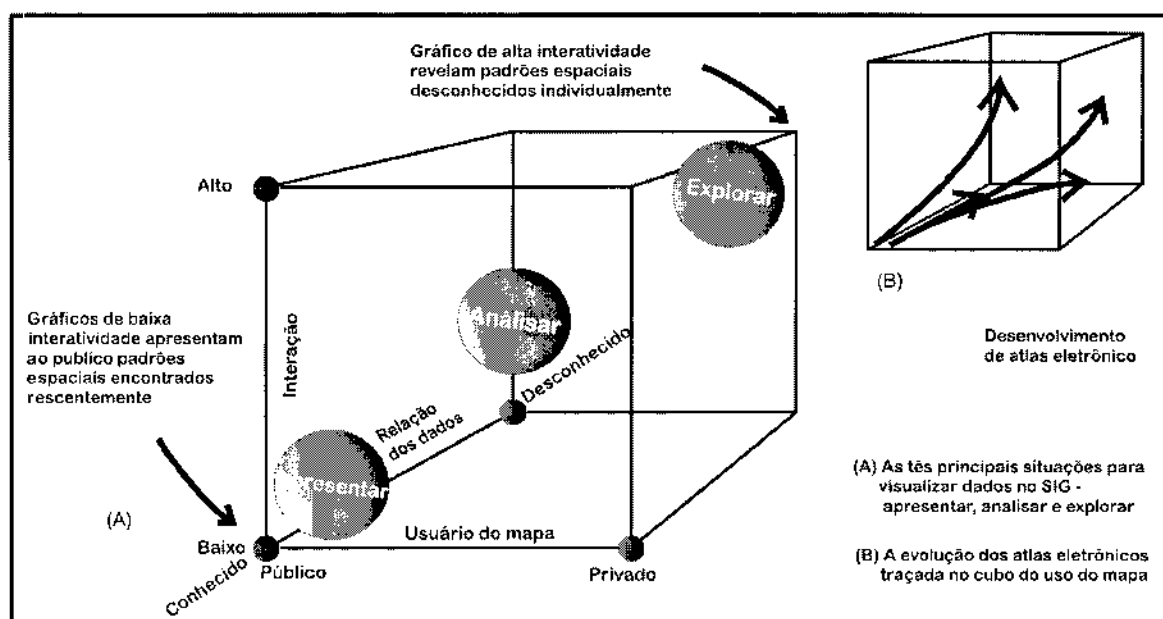 Gráfico de alta interatividade
revelam padrões espaciais
desconhecidos individualmente
Alto
Explorar
(B)
Gráficos de baixa
interatividade apresentam
ao publico padrões
espaciais encontrados
rescentemente
Interação
Análisar
Desconhecido
Desenvolvimento
de atlas eletrônico
Relação
dos dados
presentar
(A)
Usuário do mapa
Baixo
Conhecido
Público
Privado
(A) As tês principais situações para
visualizar dados no SIG -
apresentar, analisar e explorar
(B) A evolução dos atlas eletrônicos
traçada no cubo do uso do mapa